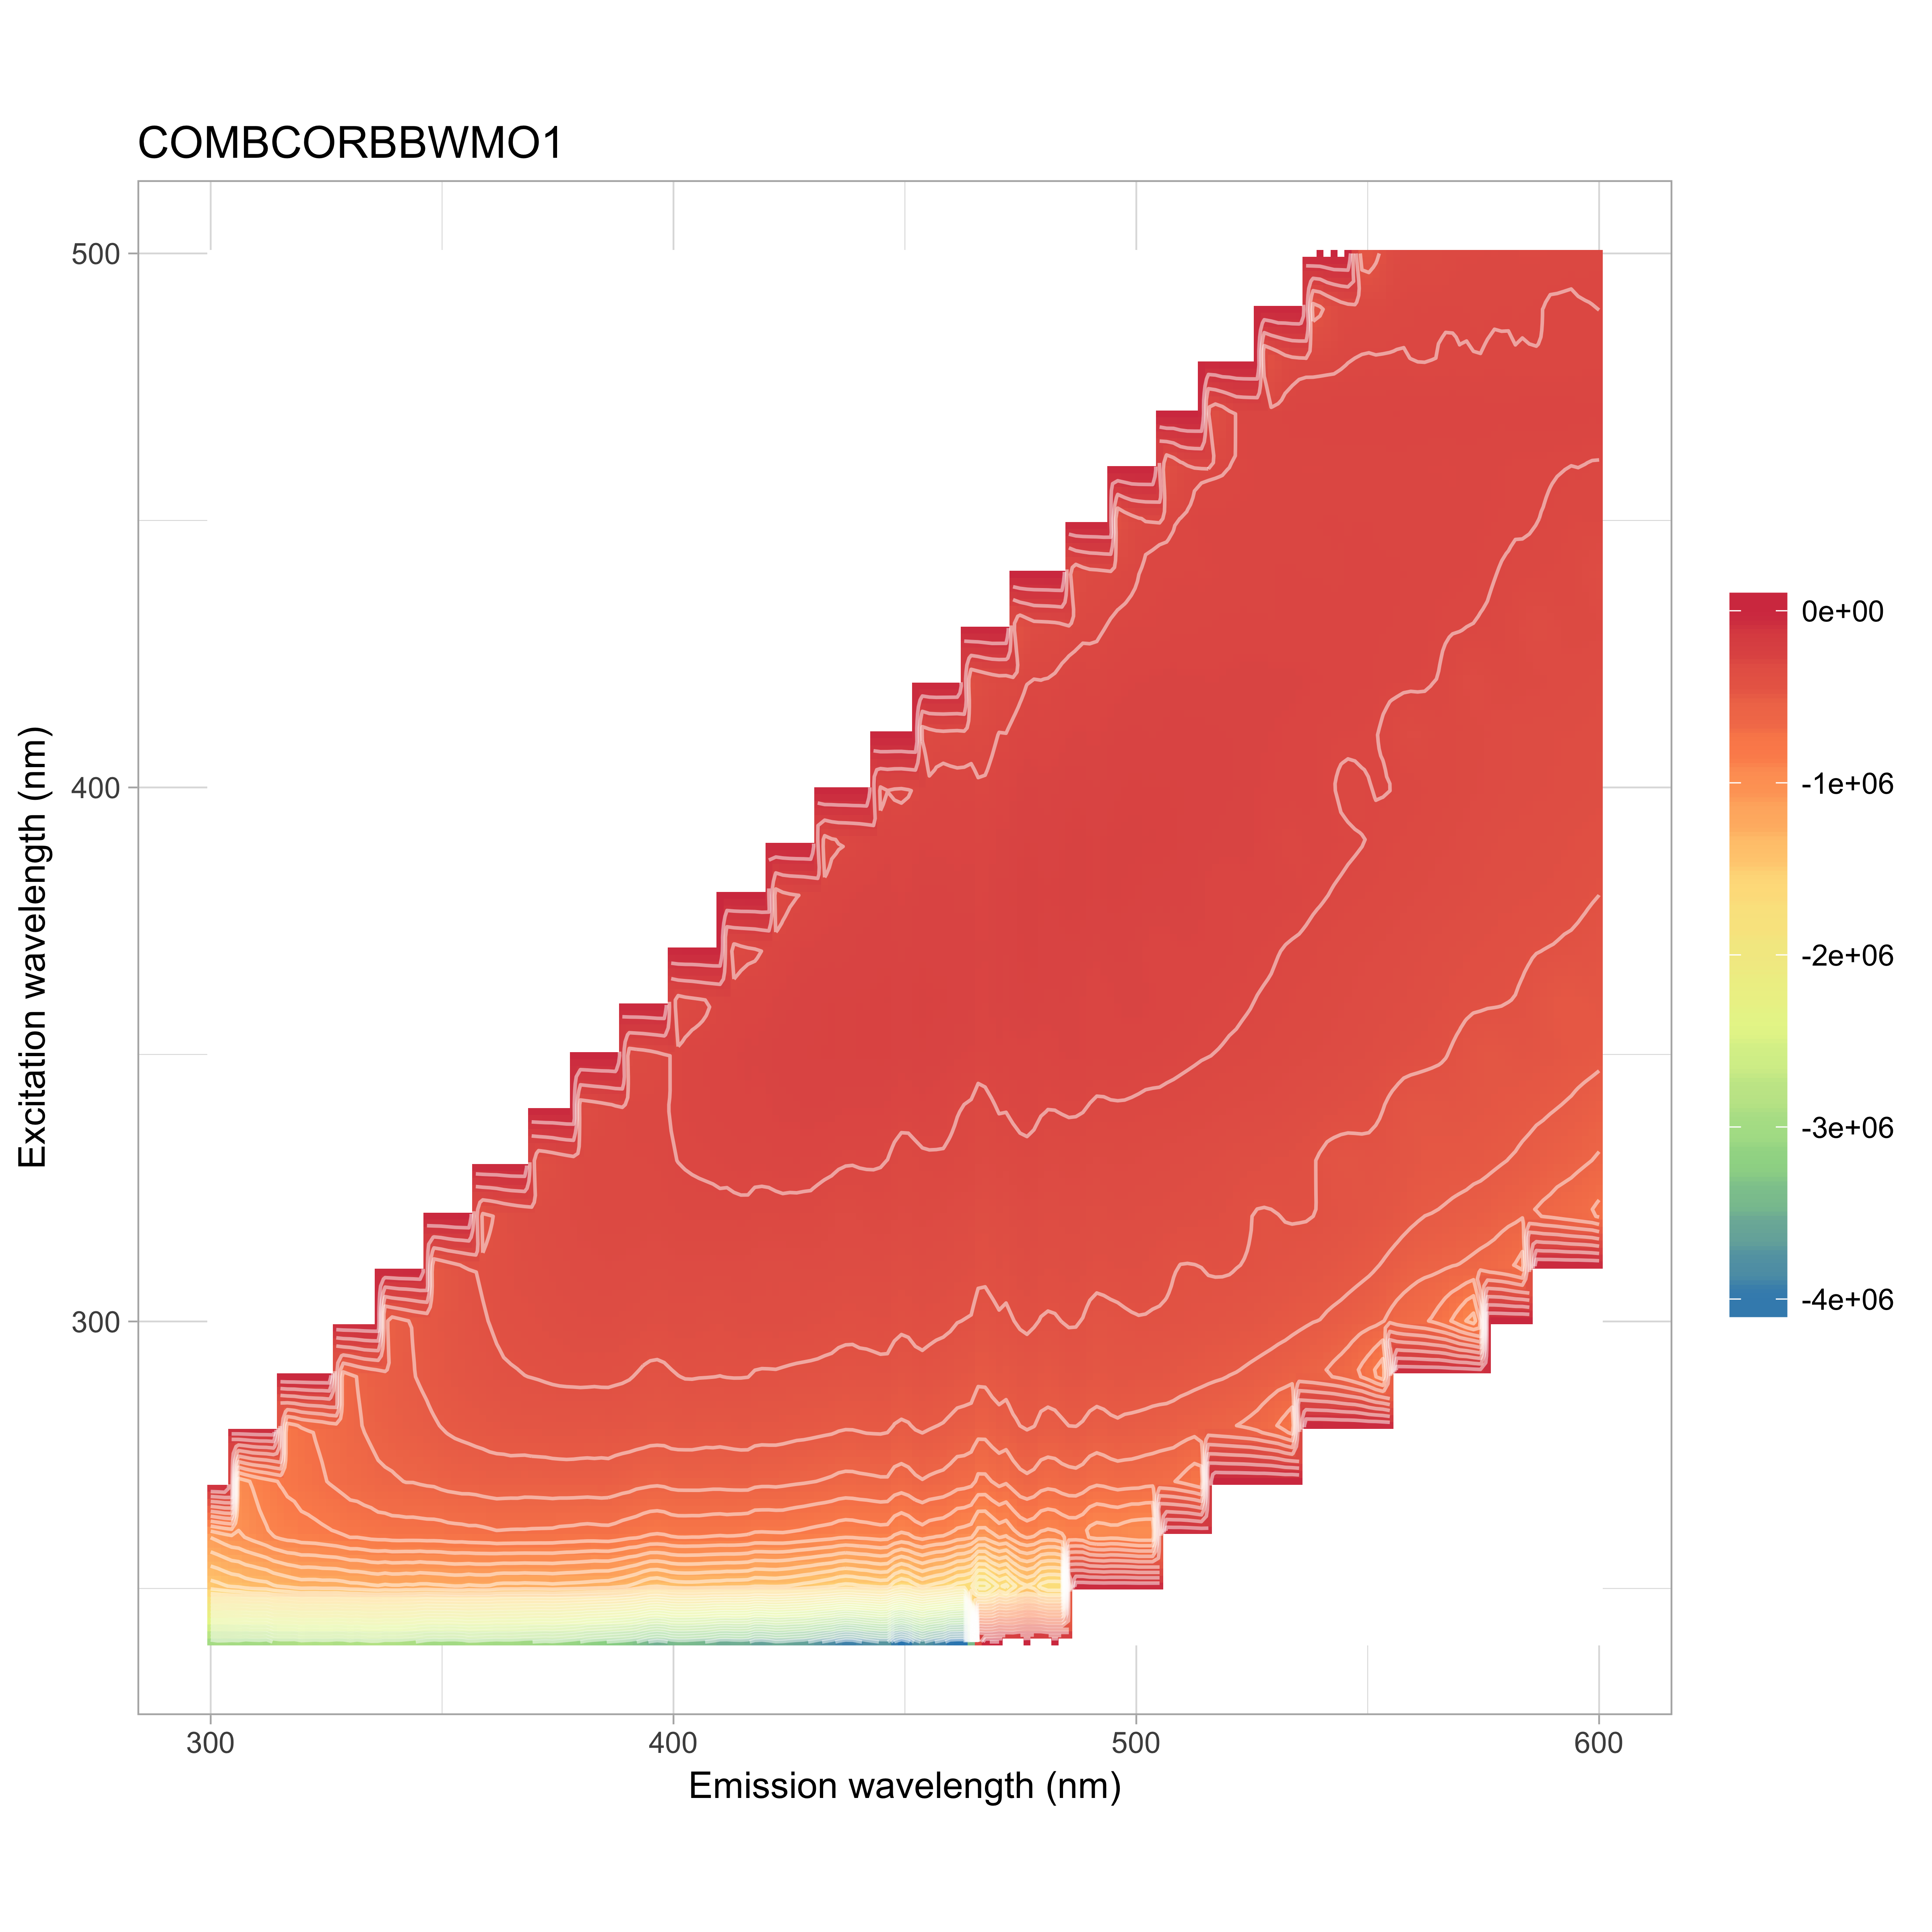 COMBCORBBWMO1
500
400
300
Excitation wavelength (nm)
300
400
500
600
Emission wavelength (nm)
0e+00
-1e+06
-2e+06
-3e+06
-4e+06